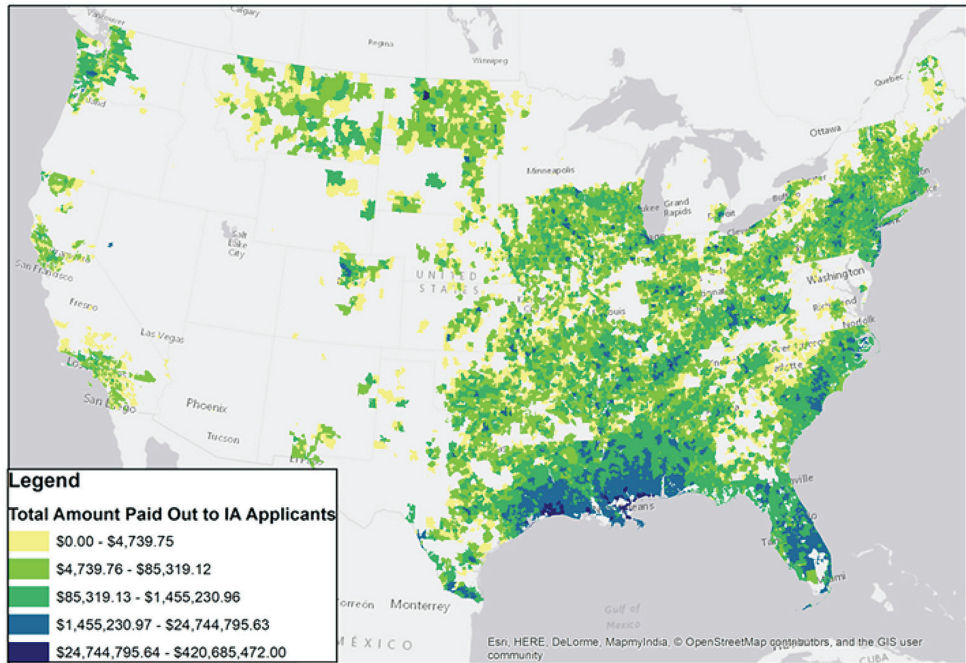 Vancouver
Calgary
Regina
Winnipeg
Quebec
Ottawa
Minneapolis
Grand
Rapids
Salt
Lake
City
UNITED
STATES
Washington
San Francisco
Richmond
Norfolk
Fresno
Las Vegas
San Diego
Phoenix
Tucson
Monterrey
Gulf of
Mexico
MÉXICO
CUBA
Legend
Total Amount Paid Out to IA Applicants
$0.00 - $4,739.75
$4,739.76 - $85,319.12
$85,319.13 - $1,455,230.96
$1,455,230.97 - $24,744,795.63
$24,744,795.64 - $420,685,472.00
Esri, HERE, DeLorme, MapmyIndia, © OpenStreetMap contributors, and the GIS user
community